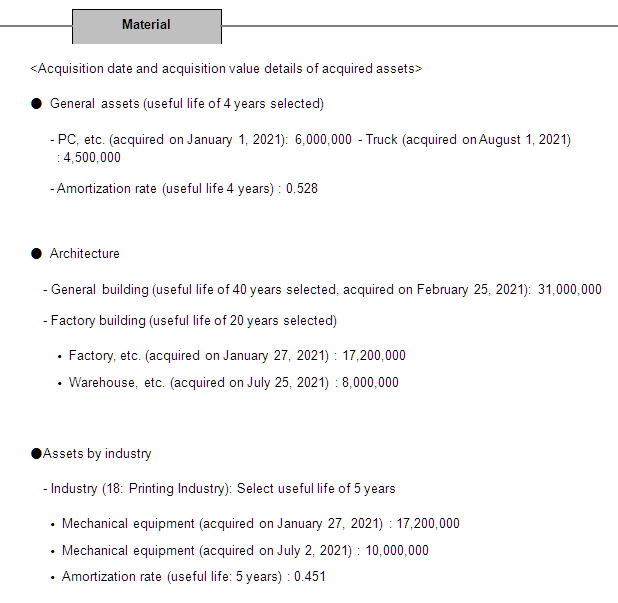 Material
<Acquisition date and acquisition value details of acquired assets>
● General assets (useful life of 4 years selected)
- PC, etc. (acquired on January 1, 2021): 6,000,000 - Truck (acquired on August 1, 2021)
: 4,500,000
- Amortization rate (useful life 4 years) : 0.528
● Architecture
- General building (useful life of 40 years selected, acquired on February 25, 2021): 31,000,000
- Factory building (useful life of 20 years selected)
• Factory, etc. (acquired on January 27, 2021) : 17,200,000
• Warehouse, etc. (acquired on July 25, 2021) : 8,000,000
●Assets by industry
- Industry (18: Printing Industry): Select useful life of 5 years
• Mechanical equipment (acquired on January 27, 2021) : 17,200,000
• Mechanical equipment (acquired on July 2, 2021) : 10,000,000
• Amortization rate (useful life: 5 years) : 0.451